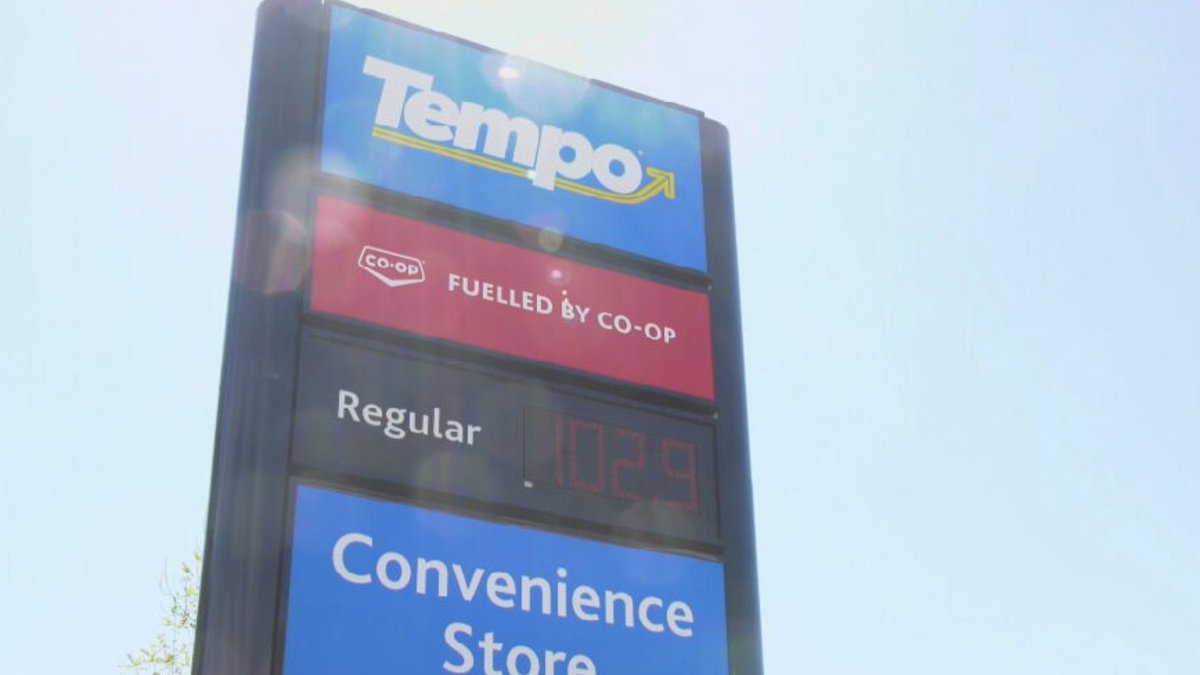 Tempo
CO-OP FUELLED BY CO-OP
Regular 102.9
Convenience
Store